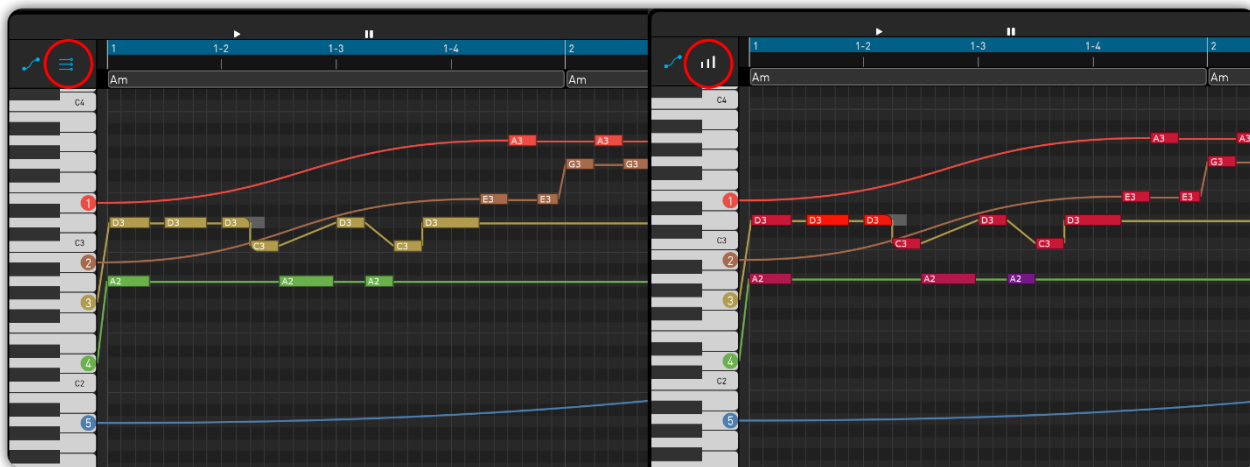 1 1-2 1-3 1-4 2
Am Am
C4
A3 A3
G3 G3
1
E3 E3
D3 D3 D3 D3 D3
C3 C3 C3
2
A2 A2 A2
3
4
C2
5
1 1-2 1-3 1-4 2
Am Am
C4
A3 A3
G3
1
E3 E3
D3 D3 D3 D3 D3
C3 C3 C3
2
A2 A2 A2
3
4
C2
5